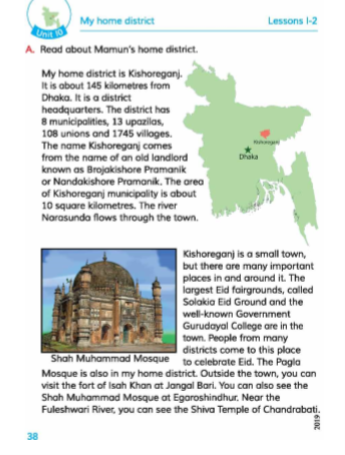 My home district
Lessons 1-2
Unit 10
A. Read about Mamun's home district.
My home district is Kishoreganj.
It is about 145 kilometres from
Dhaka. It is a district
headquarters. The district has
8 municipalities, 13 upazilas,
108 unions and 1745 villages.
The name Kishoreganj comes
from the name of an old landlord
known as Brojakishore Pramanik
or Nandakishore Pramanik. The area
of Kishoreganj municipality is about
10 square kilometres. The river
Narasunda flows through the town.
Kishoreganj
Dhaka
Kishoreganj is a small town,
but there are many important
places in and around it. The
largest Eid fairgrounds, called
Solakia Eid Ground and the
well-known Government
Gurudayal College are in the
town. People from many
districts come to this place
to celebrate Eid. The Pagla
Shah Muhammad Mosque
Mosque is also in my home district. Outside the town, you can
visit the fort of Isah Khan at Jangal Bari. You can also see the
Shah Muhammad Mosque at Egaroshindhur. Near the
Fuleshwari River, you can see the Shiva Temple of Chandrabati.
38
2019